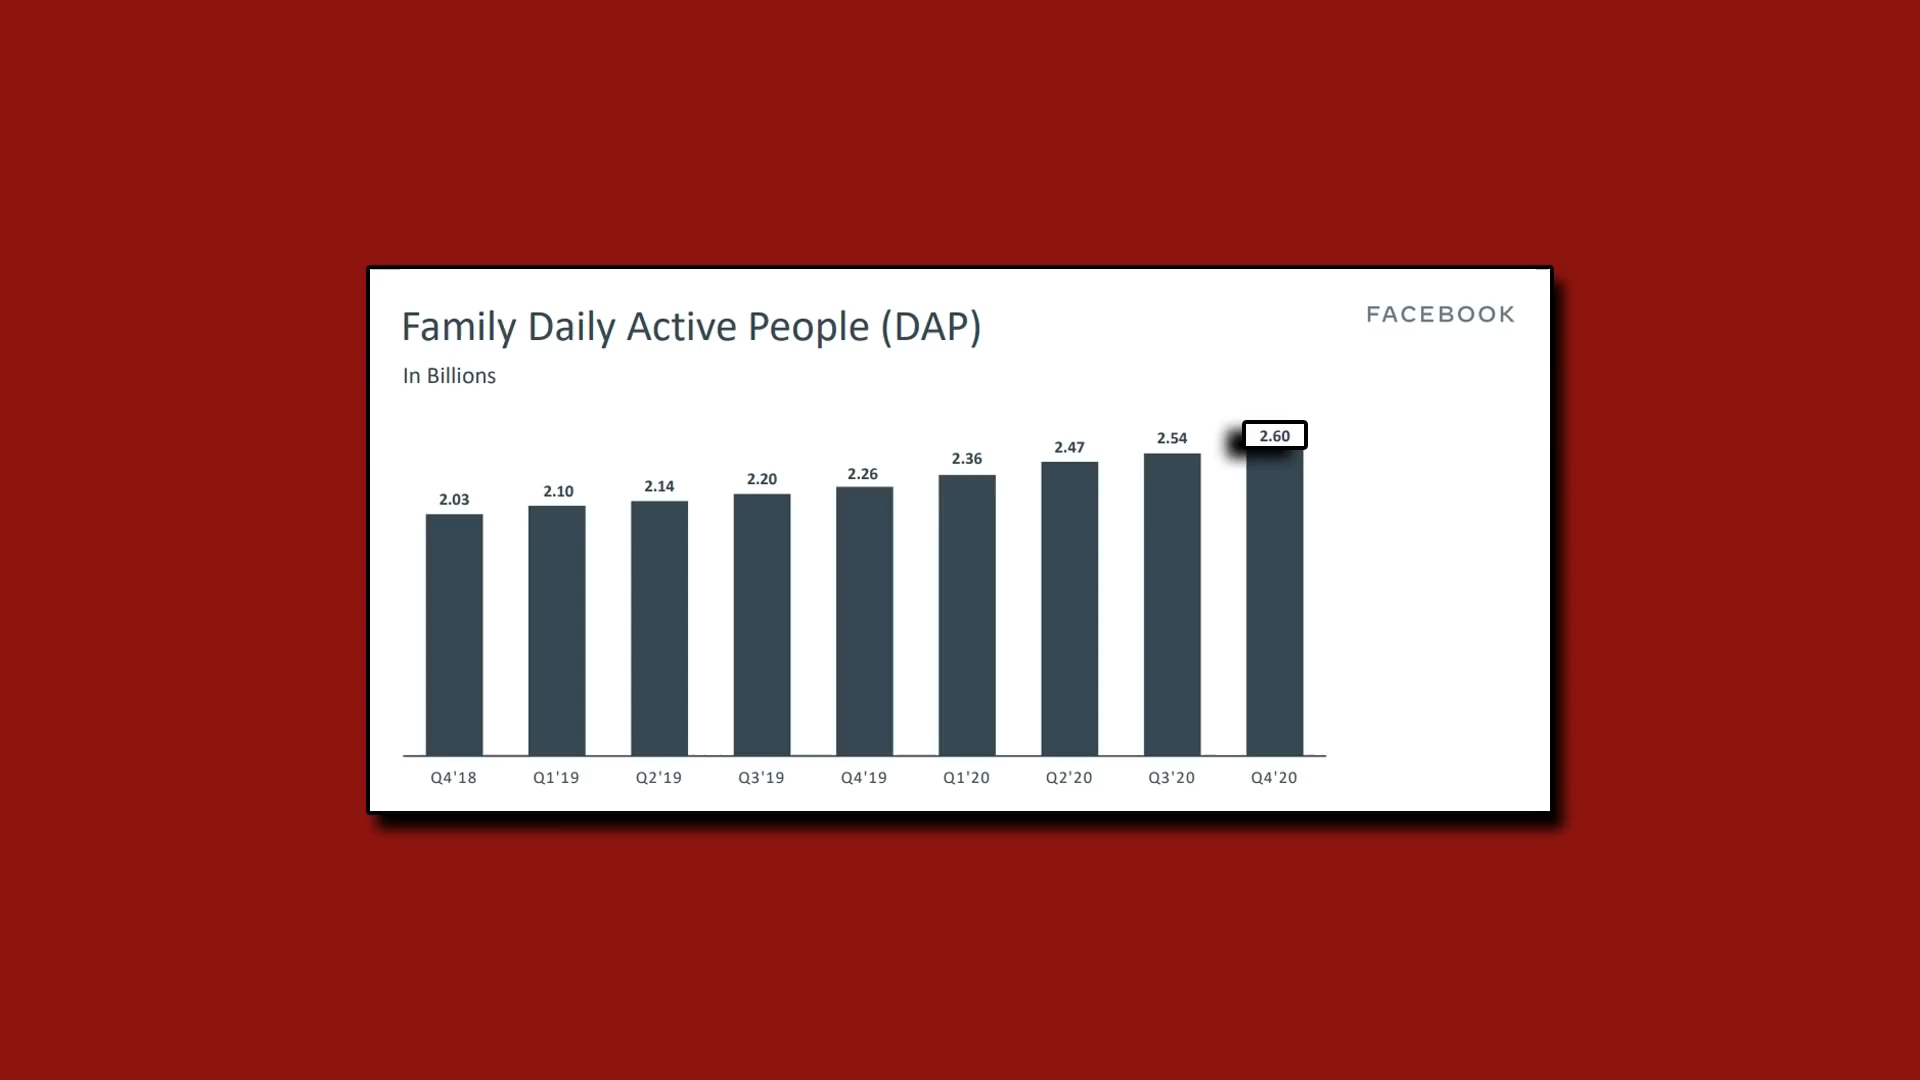 Family Daily Active People (DAP)
FACEBOOK
In Billions
2.03
2.10
2.14
2.20
2.26
2.36
2.47
2.54
2.60
Q4'18
Q1'19
Q2'19
Q3'19
Q4'19
Q1'20
Q2'20
Q3'20
Q4'20